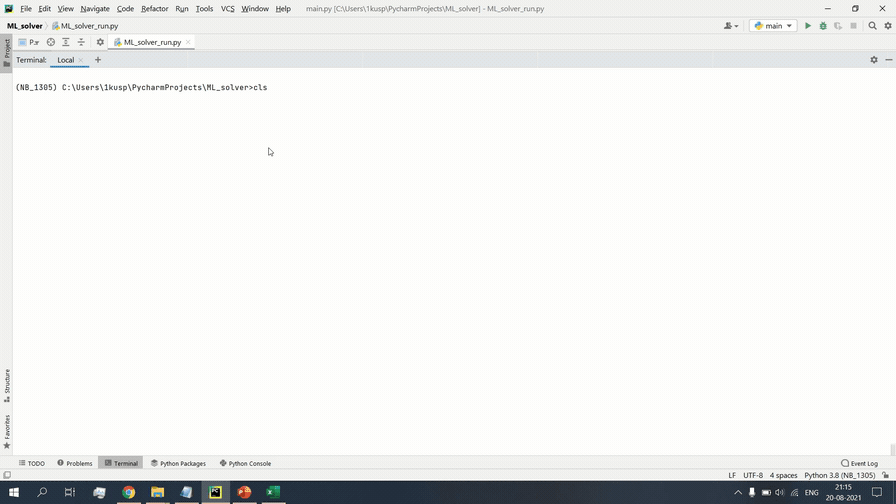 File Edit View Navigate Code Refactor Run Tools VCS Window Help main.py [C:\Users\1kusp\PycharmProjects\ML_solver] - ML_solver_run.py
ML_solver ML_solver_run.py main
ML_solver_run.py
Terminal: Local
(NB_1305) C:\Users\1kusp\PycharmProjects\ML_solver>cls
Project
Structure
Favorites
TODO Problems Terminal Python Packages Python Console Event Log
LF UTF-8 4 spaces Python 3.8 (NB_1305)
ENG 21:15
20-08-2021